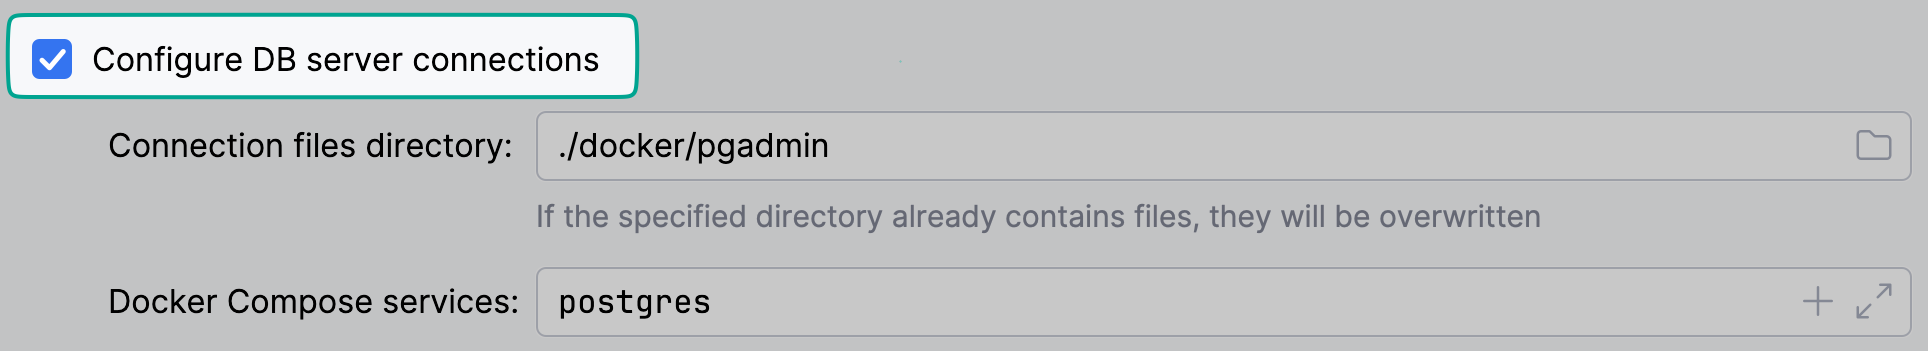 Configure DB server connections
Connection files directory: ./docker/pgadmin
If the specified directory already contains files, they will be overwritten
Docker Compose services: postgres